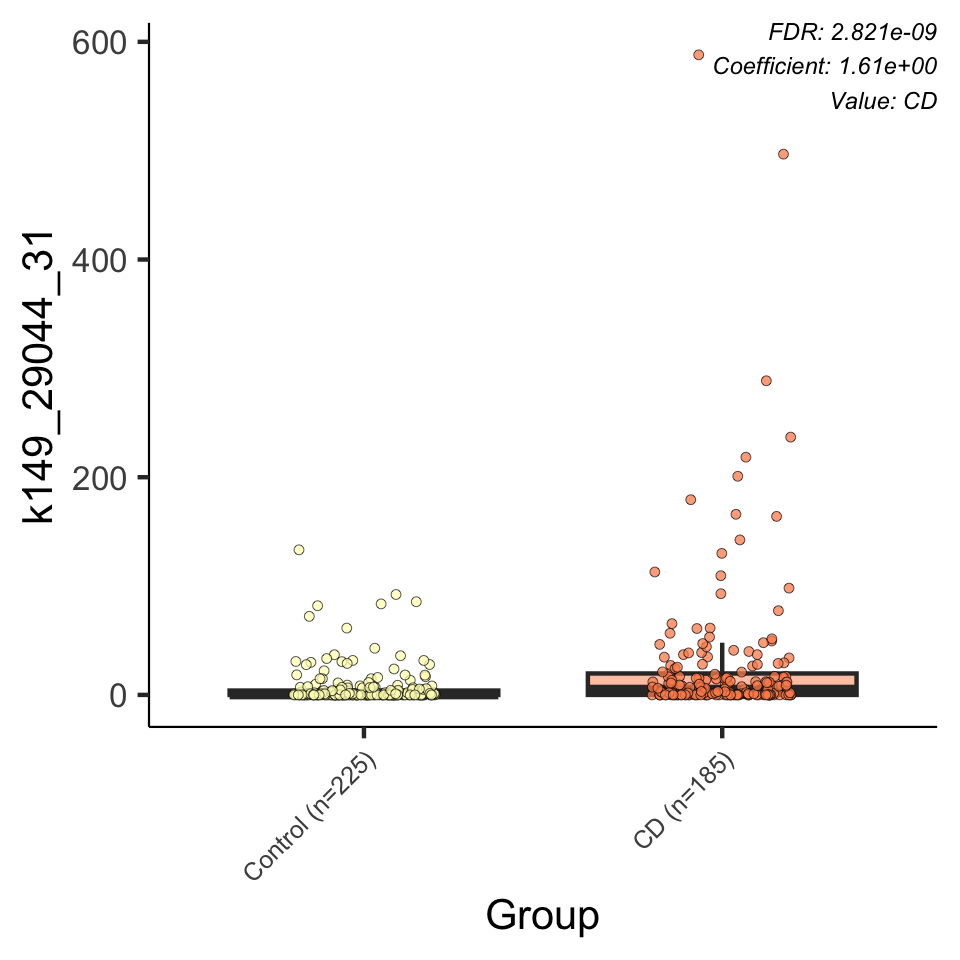 FDR: 2.821e-09
Coefficient: 1.61e+00
Value: CD
600
400
200
0
k149_29044_31
Control (n=225)
CD (n=185)
Group